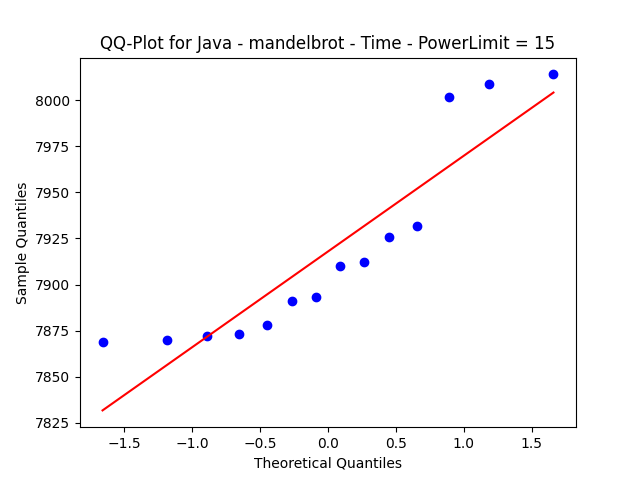 QQ-Plot for Java - mandelbrot - Time - PowerLimit = 15
8000
7975
7950
7925
7900
7875
7850
7825
Sample Quantiles
−1.5 −1.0 −0.5 0.0 0.5 1.0 1.5
Theoretical Quantiles